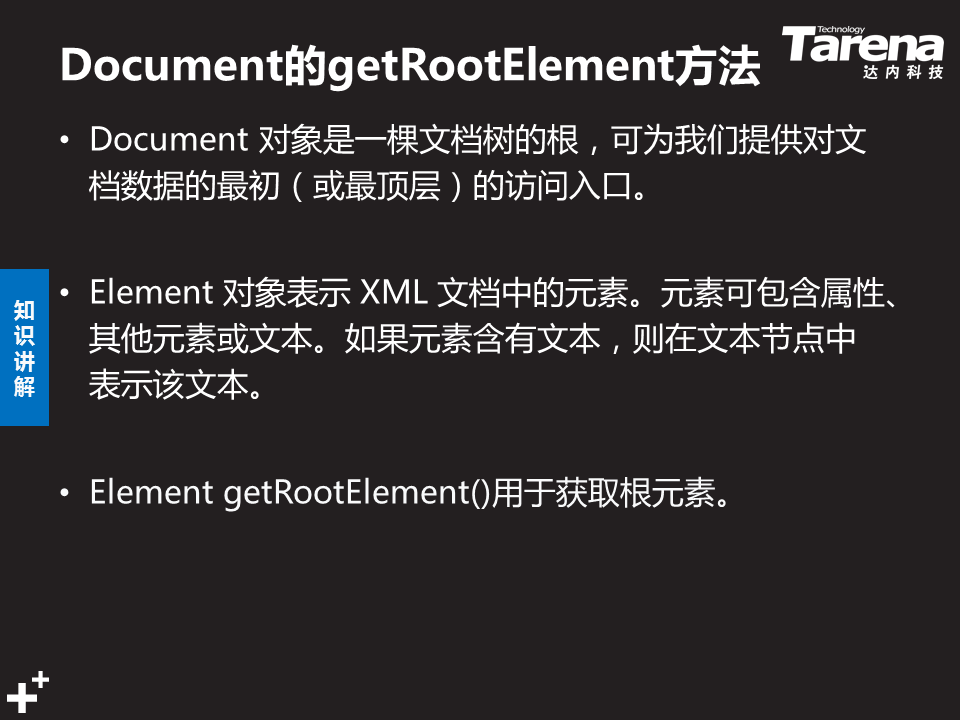 Document的getRootElement方法
Technology
Tarena
达内科技
• Document 对象是一棵文档树的根，可为我们提供对文
档数据的最初（或最顶层）的访问入口。
知
识
讲
解
• Element 对象表示 XML 文档中的元素。元素可包含属性、
其他元素或文本。如果元素含有文本，则在文本节点中
表示该文本。
• Element getRootElement()用于获取根元素。